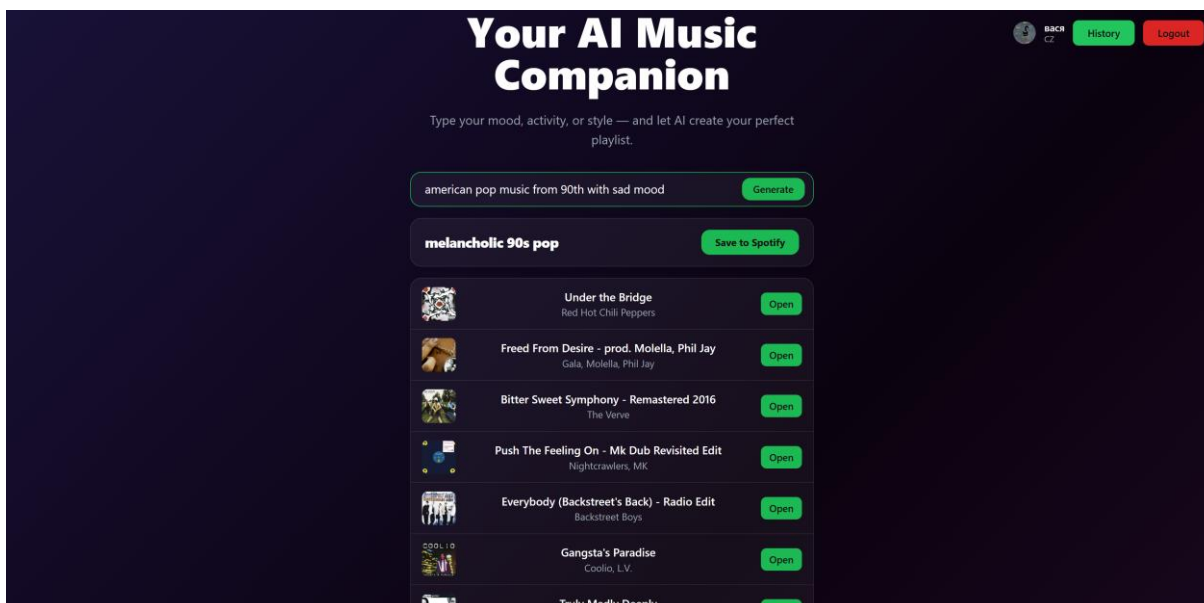 Your AI Music
Companion
вася
CZ
History
Logout
Type your mood, activity, or style — and let AI create your perfect
playlist.
american pop music from 90th with sad mood
Generate
melancholic 90s pop
Save to Spotify
Under the Bridge
Red Hot Chili Peppers
Open
Freed From Desire - prod. Molella, Phil Jay
Gala, Molella, Phil Jay
Open
Bitter Sweet Symphony - Remastered 2016
The Verve
Open
Push The Feeling On - Mk Dub Revisited Edit
Nightcrawlers, MK
Open
Everybody (Backstreet's Back) - Radio Edit
Backstreet Boys
Open
COOLIO
Gangsta's Paradise
Coolio, L.V.
Open
Truly Madly Deeply